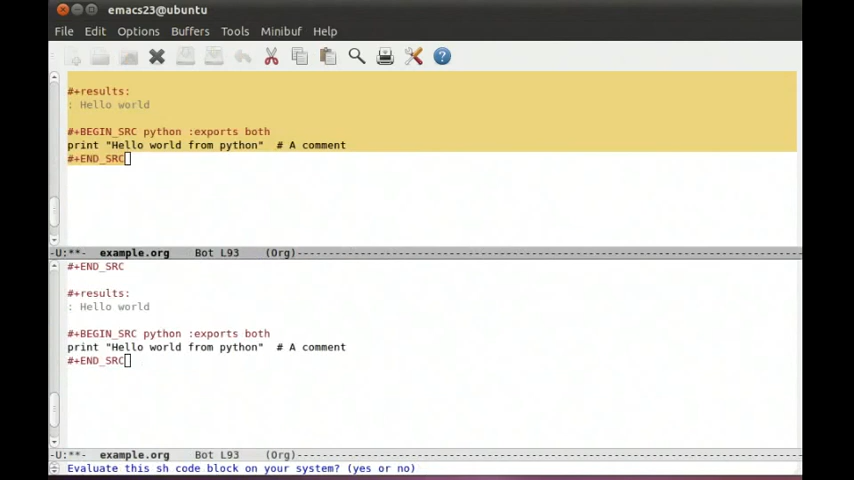 emacs23@ubuntu
File Edit Options Buffers Tools Minibuf Help
#+results:
: Hello world
#+BEGIN_SRC python :exports both
print "Hello world from python"  # A comment
#+END_SRC
-U:**-  example.org    Bot L93    (Org)--------------------------------------------------------------------------------
#+END_SRC
#+results:
: Hello world
#+BEGIN_SRC python :exports both
print "Hello world from python"  # A comment
#+END_SRC
-U:**-  example.org    Bot L93    (Org)--------------------------------------------------------------------------------
Evaluate this sh code block on your system? (yes or no)